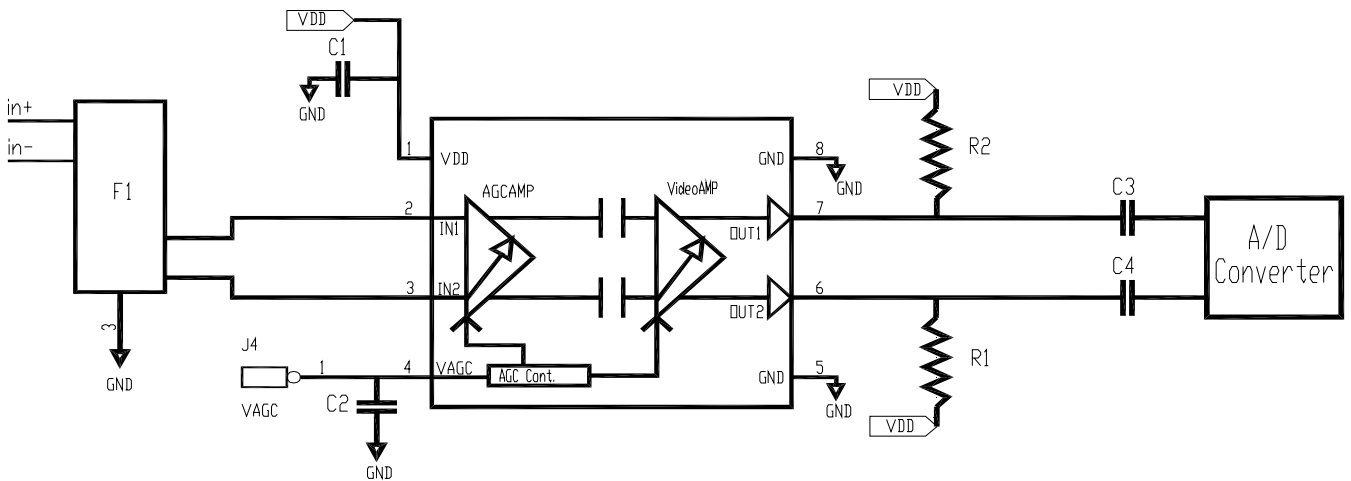 VDD
C1
GND
in+
in-
F1
3
GND
1
VDD
2
IN1
3
IN2
AGCAMP
VideoAMP
OUT1
OUT2
GND
8
GND
7
6
GND
5
GND
J4
VAGC
1
4
VAGC
AGC Cont.
C2
GND
VDD
R2
R1
VDD
C3
C4
A/D
Converter